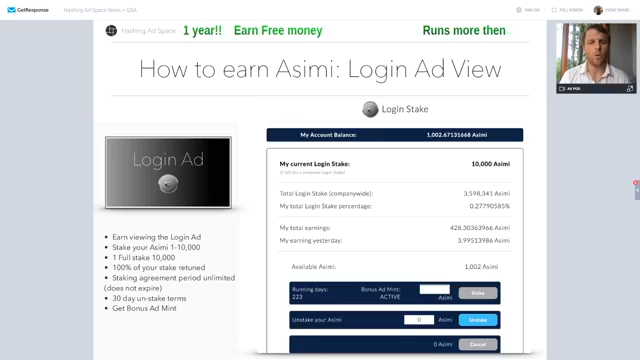 GetResponse
Hashing Ad Space News + Q&A
ENGLISH
FULL SCREEN
EVENT ROOMS
Hashing Ad Space
1 year!! Earn Free money
Runs more then
How to earn Asimi: Login Ad View
Login Stake
My Account Balance: 1,002.67131668 Asimi
My current Login Stake: 10,000 Asimi
Total Login Stake (companywide): 3,598,341 Asimi
My total Login Stake percentage: 0.27790585%
My total earnings: 428.30363966 Asimi
My earning yesterday: 3.99513986 Asimi
Available Asimi: 1,002 Asimi
Running days: 223
Bonus Ad Mint: ACTIVE
Asimi
Stake
Unstake your Asimi
0
Asimi
Unstake
0 Asimi
Cancel
Login Ad
Earn viewing the Login Ad
Stake your Asimi 1-10,000
1 Full stake 10,000
100% of your stake retuned
Staking agreement period unlimited
(does not expire)
30 day un-stake terms
Get Bonus Ad Mint
AV POD